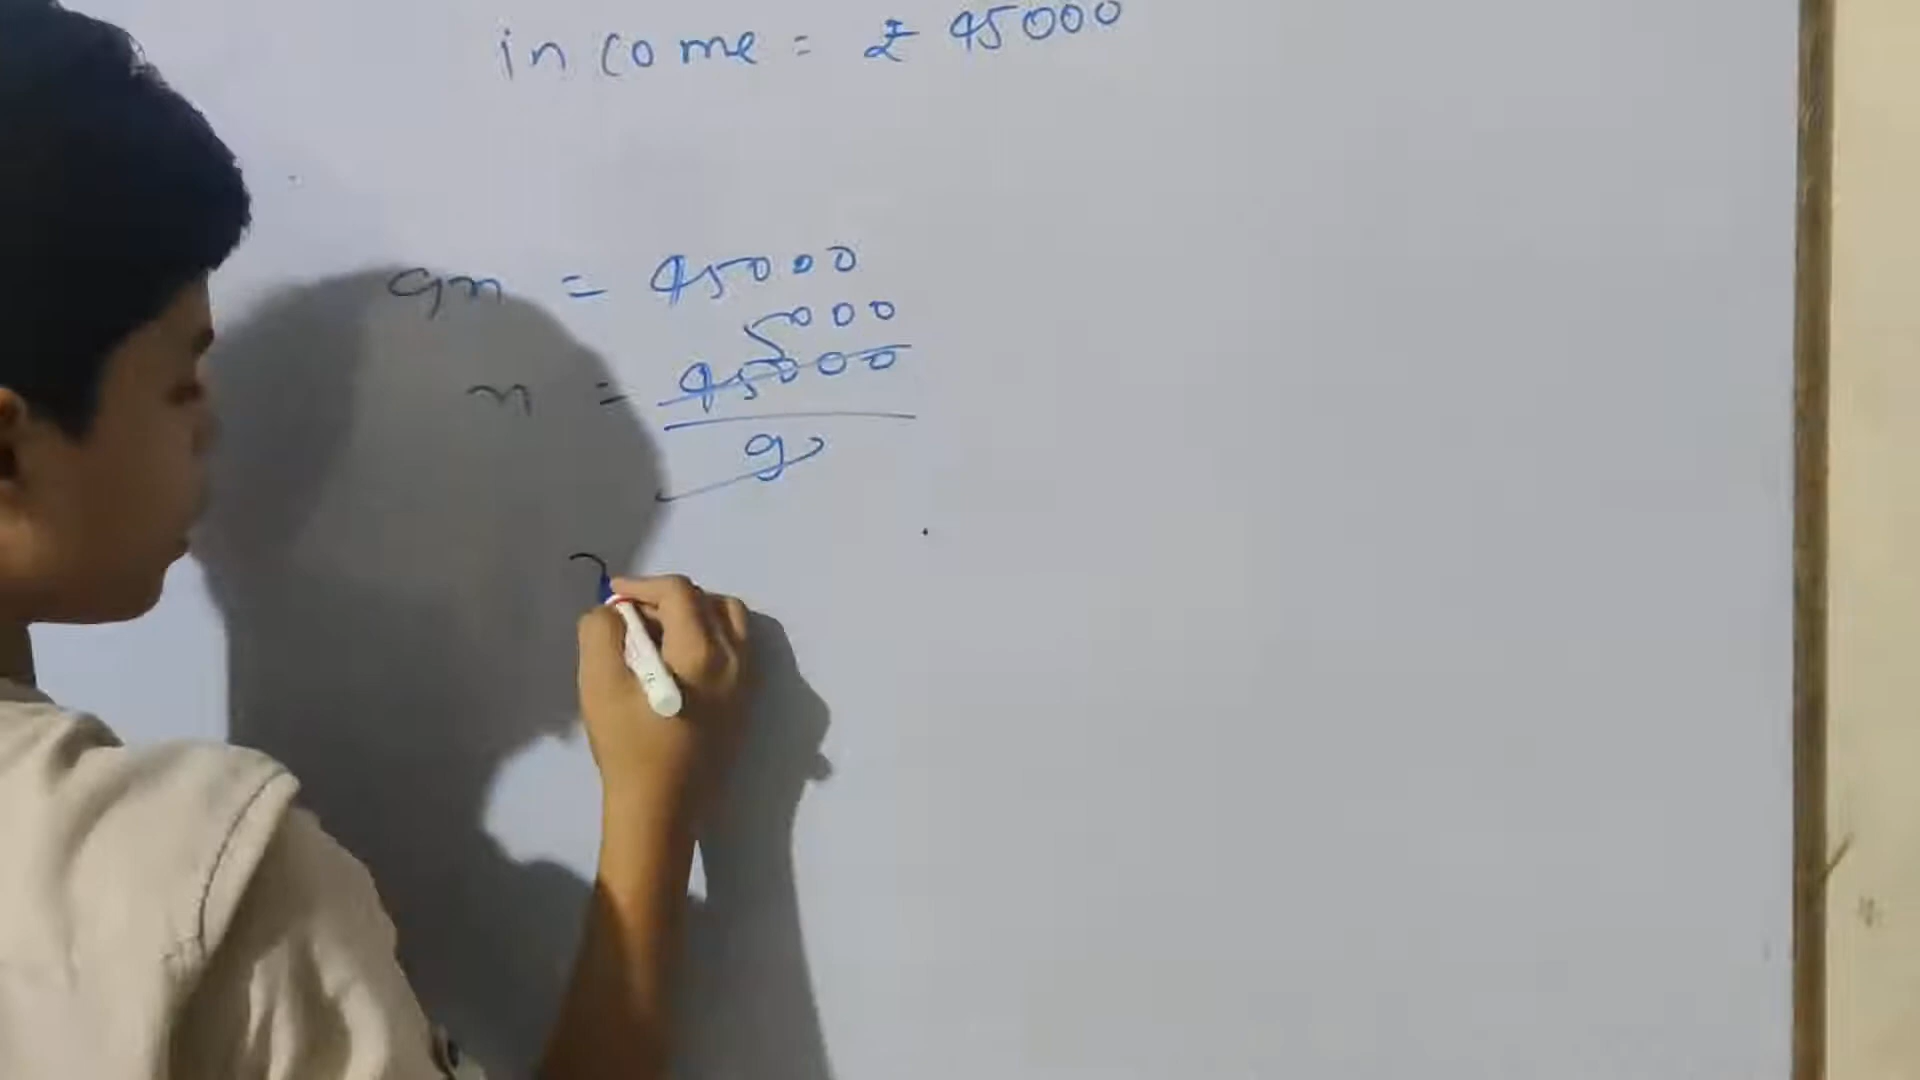 income = ₹ 45000
9x = 45000
5000
x = 45000
9